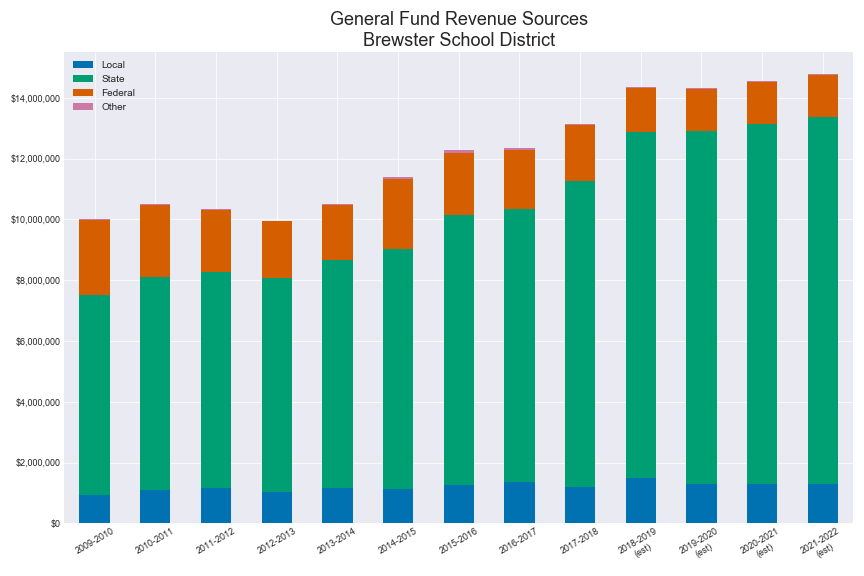 General Fund Revenue Sources
Brewster School District
Local
State
Federal
Other
$14,000,000
$12,000,000
$10,000,000
$8,000,000
$6,000,000
$4,000,000
$2,000,000
$0
2009-2010
2010-2011
2011-2012
2012-2013
2013-2014
2014-2015
2015-2016
2016-2017
2017-2018
2018-2019
(est)
2019-2020
(est)
2020-2021
(est)
2021-2022
(est)